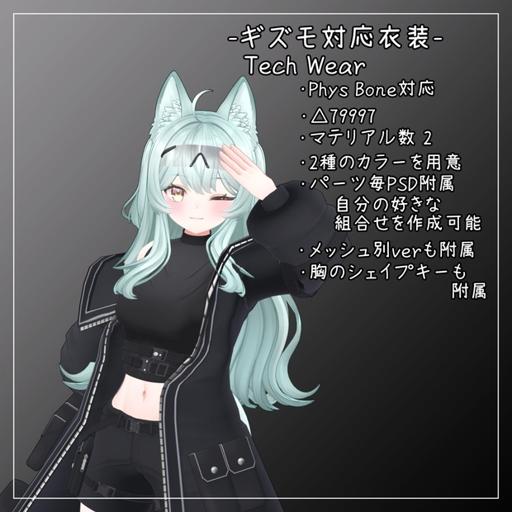 -ギズモ対応衣装-
Tech Wear
・Phys Bone対応
・△79997
・マテリアル数 2
・2種のカラーを用意
・パーツ毎PSD附属
自分の好きな
組合せを作成可能
・メッシュ別verも附属
・胸のシェイプキーも
附属